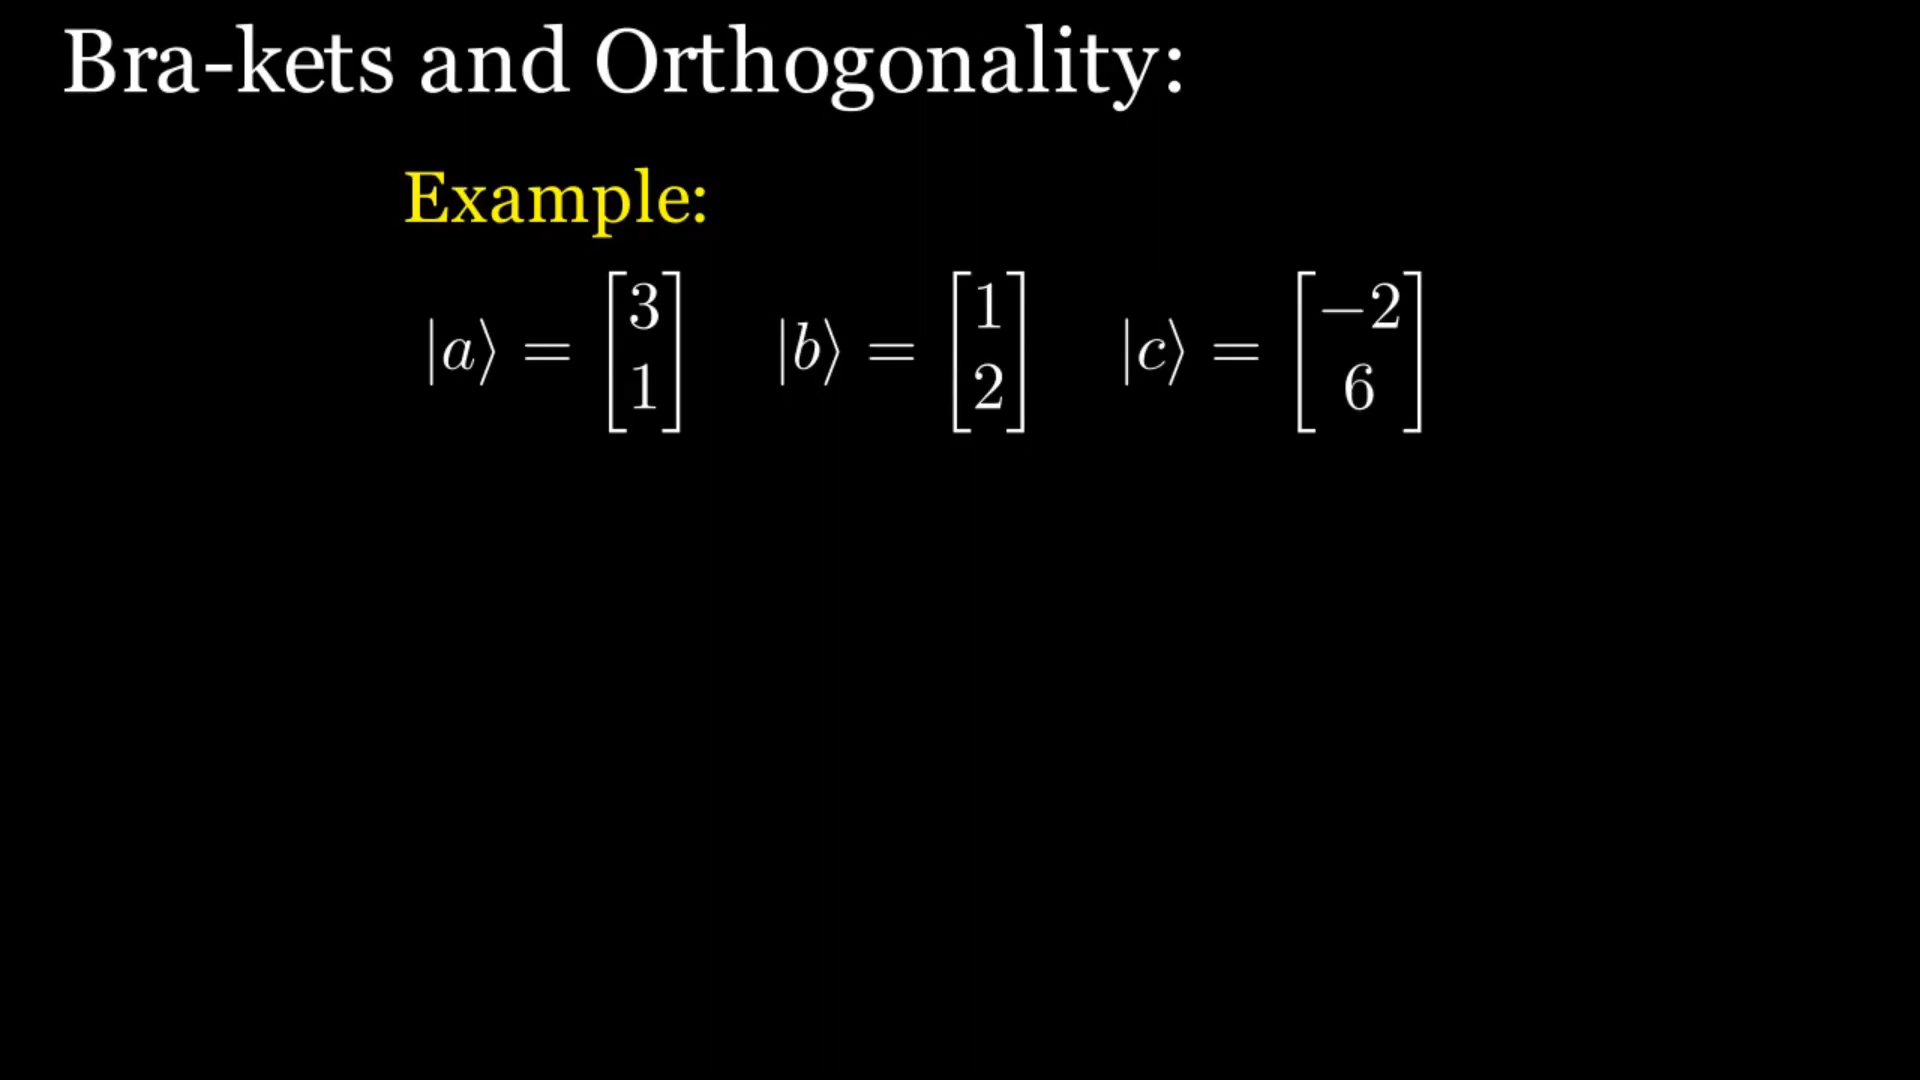 Bra-kets and Orthogonality:
Example:
|a⟩ = [3 1] |b⟩ = [1 2] |c⟩ = [−2 6]